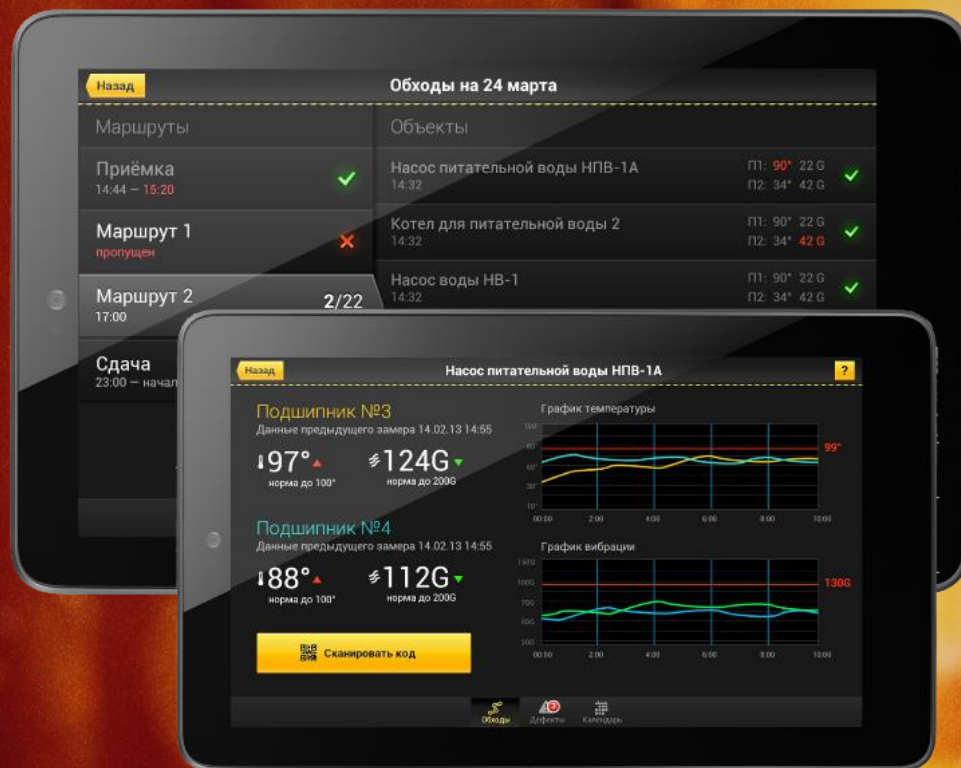 Назад
Обходы на 24 марта
Маршруты
Объекты
Приёмка
14:44 — 15:20
Маршрут 1
пропущен
Маршрут 2
17:00
2/22
Сдача
23:00 — начал
Насос питательной воды НПВ-1А
14:32
П1: 90° 22 G
П2: 34° 42 G
Котел для питательной воды 2
14:32
П1: 90° 22 G
П2: 34° 42 G
Насос воды НВ-1
14:32
П1: 90° 22 G
П2: 34° 42 G
Назад
Насос питательной воды НПВ-1А
?
Подшипник №3
Данные предыдущего замера 14.02.13 14:55
97°
124G
норма до 100°
норма до 200G
Подшипник №4
Данные предыдущего замера 14.02.13 14:55
88°
112G
норма до 100°
норма до 200G
Сканировать код
График температуры
99°
30°
10°
00:00 2:00 4:00 6:00 8:00 10:00
График вибрации
130G
00:00 2:00 4:00 6:00 8:00 10:00
Обходы
Дефекты
Календарь